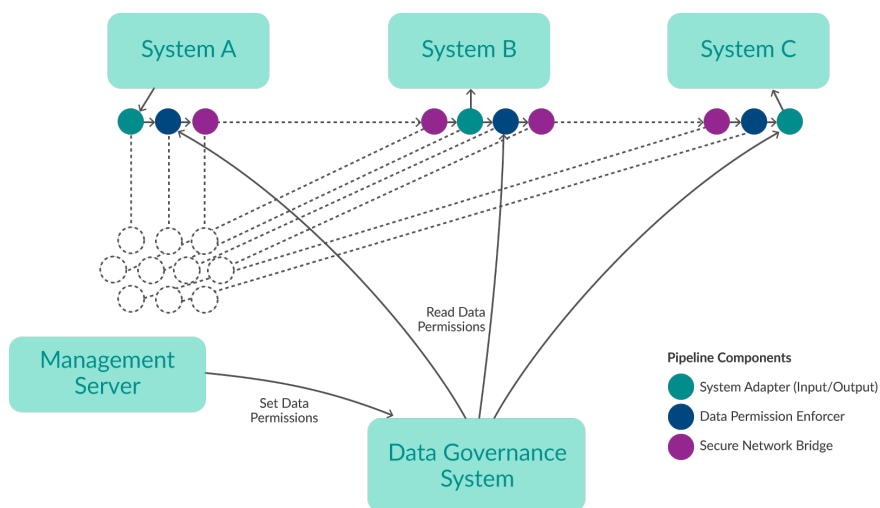 System A
System B
System C
Read Data
Permissions
Management
Server
Set Data
Permissions
Data Governance
System
Pipeline Components
System Adapter (Input/Output)
Data Permission Enforcer
Secure Network Bridge